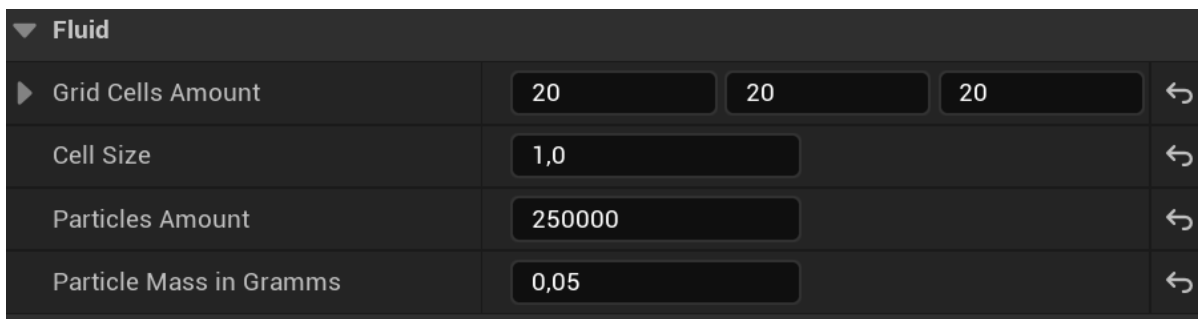 Fluid
Grid Cells Amount 20 20 20
Cell Size 1,0
Particles Amount 250000
Particle Mass in Gramms 0,05